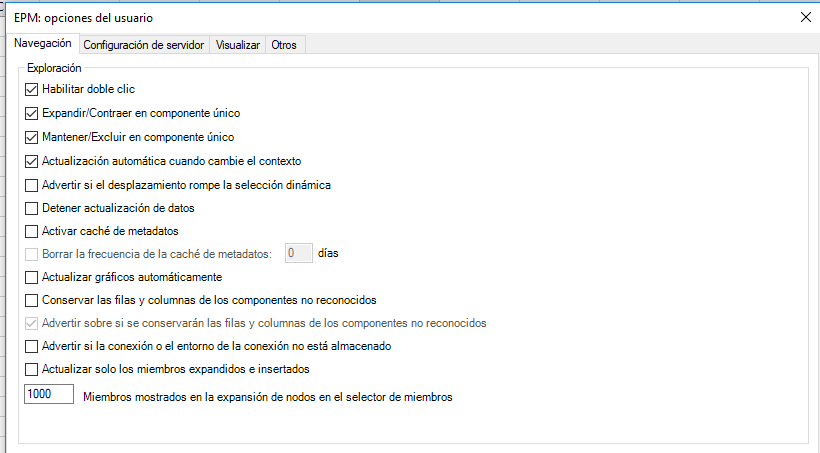 EPM: opciones del usuario
Navegación Configuración de servidor Visualizar Otros
Exploración
Habilitar doble clic
Expandir/Contraer en componente único
Mantener/Excluir en componente único
Actualización automática cuando cambie el contexto
Advertir si el desplazamiento rompe la selección dinámica
Detener actualización de datos
Activar caché de metadatos
Borrar la frecuencia de la caché de metadatos: 0 días
Actualizar gráficos automáticamente
Conservar las filas y columnas de los componentes no reconocidos
Advertir sobre si se conservarán las filas y columnas de los componentes no reconocidos
Advertir si la conexión o el entorno de la conexión no está almacenado
Actualizar solo los miembros expandidos e insertados
1000 Miembros mostrados en la expansión de nodos en el selector de miembros